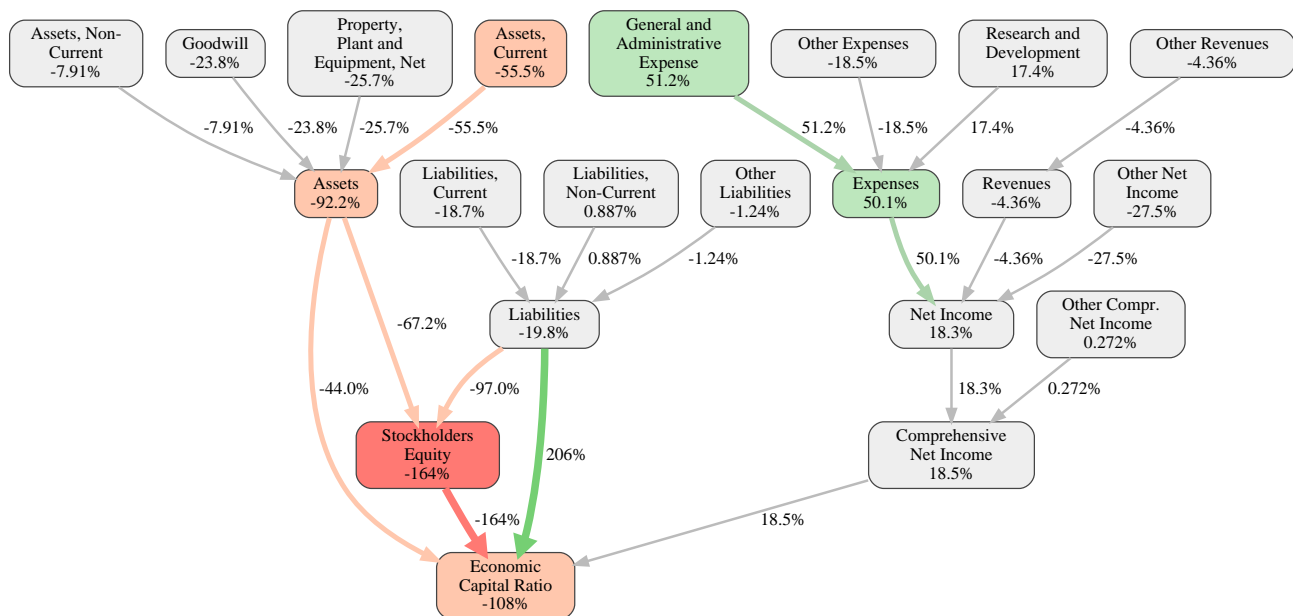 Assets, Non-
Current
-7.91%
Goodwill
-23.8%
Property,
Plant and
Equipment, Net
-25.7%
Assets,
Current
-55.5%
General and
Administrative
Expense
51.2%
Other Expenses
-18.5%
Research and
Development
17.4%
Other Revenues
-4.36%
-7.91%
-23.8%
-25.7%
-55.5%
51.2%
-18.5%
17.4%
-4.36%
Assets
-92.2%
Liabilities,
Current
-18.7%
Liabilities,
Non-Current
0.887%
Other
Liabilities
-1.24%
Expenses
50.1%
Revenues
-4.36%
Other Net
Income
-27.5%
-18.7%
0.887%
-1.24%
50.1%
-4.36%
-27.5%
-67.2%
Liabilities
-19.8%
Net Income
18.3%
Other Compr.
Net Income
0.272%
-44.0%
-97.0%
18.3%
0.272%
Stockholders
Equity
-164%
206%
Comprehensive
Net Income
18.5%
-164%
18.5%
Economic
Capital Ratio
-108%